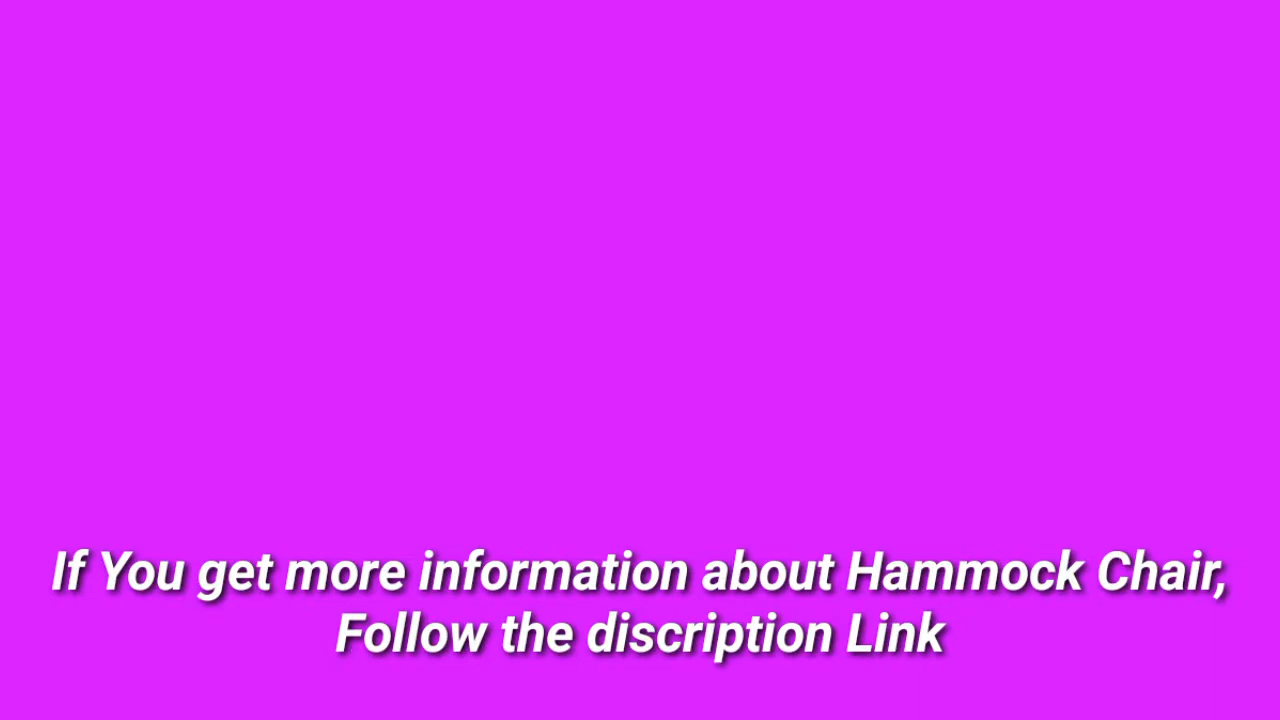 If You get more information about Hammock Chair,
Follow the discription Link